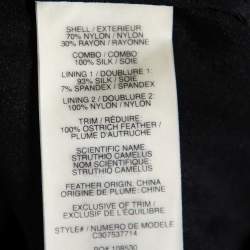 SHELL / EXTERIEUR
70% NYLON / NYLON
30% RAYON / RAYONNE
COMBO / COMBO
100% SILK / SOIE
LINING 1 / DOUBLURE 1:
93% SILK / SOIE
7% SPANDEX / SPANDEX
LINING 2 / DOUBLURE 2:
100% NYLON / NYLON
TRIM / RÉDUIRE
100% OSTRICH FEATHER /
PLUME D'AUTRUCHE
SCIENTIFIC NAME
STRUTHIO CAMELUS
NOM SCIENTIFIQUE
STRUTHIO CAMELUS
FEATHER ORIGIN: CHINA
ORIGINE DE PLUME: CHINE
EXCLUSIVE OF TRIM /
EXCLUSIF DE L'EQUILIBRE
STYLE# / NUMERO DE MODELE
C307537714
PO# 108530